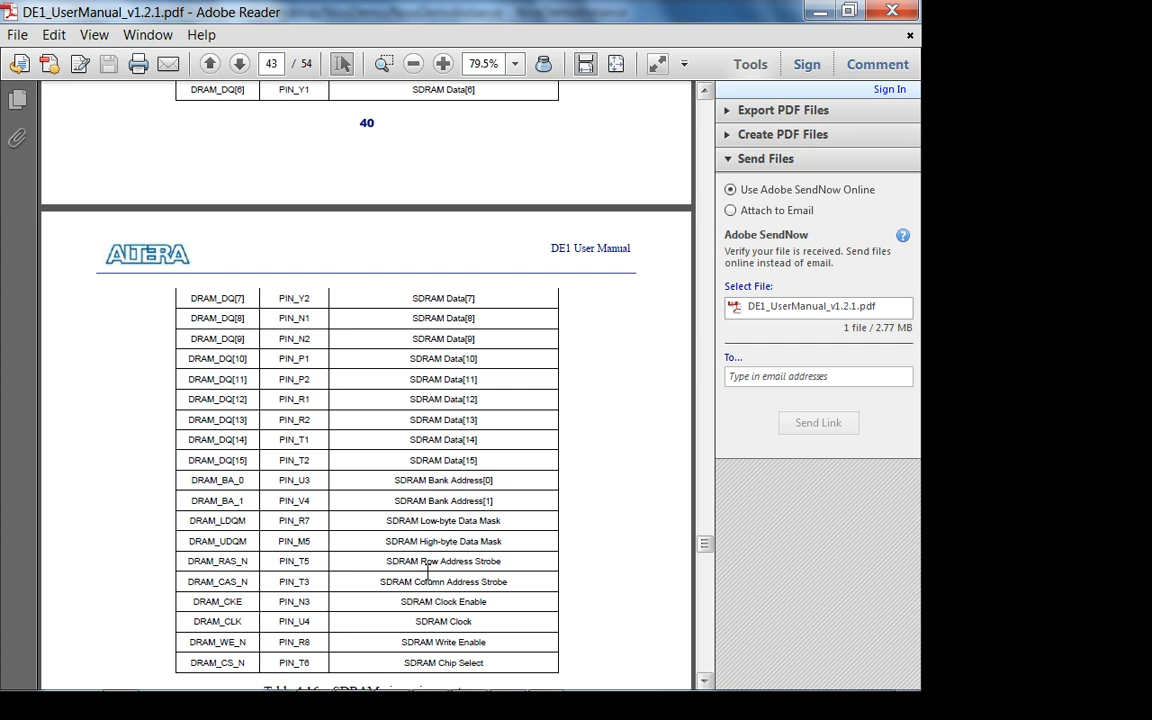 DE1_UserManual_v1.2.1.pdf - Adobe Reader
File Edit View Window Help
43 / 54 79.5% Tools Sign Comment
Sign In
DRAM_DQ[6] PIN_Y1 SDRAM Data[6]
40
ALTERA
DE1 User Manual
DRAM_DQ[7] PIN_Y2 SDRAM Data[7]
DRAM_DQ[8] PIN_N1 SDRAM Data[8]
DRAM_DQ[9] PIN_N2 SDRAM Data[9]
DRAM_DQ[10] PIN_P1 SDRAM Data[10]
DRAM_DQ[11] PIN_P2 SDRAM Data[11]
DRAM_DQ[12] PIN_R1 SDRAM Data[12]
DRAM_DQ[13] PIN_R2 SDRAM Data[13]
DRAM_DQ[14] PIN_T1 SDRAM Data[14]
DRAM_DQ[15] PIN_T2 SDRAM Data[15]
DRAM_BA_0 PIN_U3 SDRAM Bank Address[0]
DRAM_BA_1 PIN_V4 SDRAM Bank Address[1]
DRAM_LDQM PIN_R7 SDRAM Low-byte Data Mask
DRAM_UDQM PIN_M5 SDRAM High-byte Data Mask
DRAM_RAS_N PIN_T5 SDRAM Row Address Strobe
DRAM_CAS_N PIN_T3 SDRAM Column Address Strobe
DRAM_CKE PIN_N3 SDRAM Clock Enable
DRAM_CLK PIN_U4 SDRAM Clock
DRAM_WE_N PIN_R8 SDRAM Write Enable
DRAM_CS_N PIN_T6 SDRAM Chip Select
Export PDF Files
Create PDF Files
Send Files
Use Adobe SendNow Online
Attach to Email
Adobe SendNow
Verify your file is received. Send files
online instead of email.
Select File:
DE1_UserManual_v1.2.1.pdf
1 file / 2.77 MB
To...
Type in email addresses
Send Link